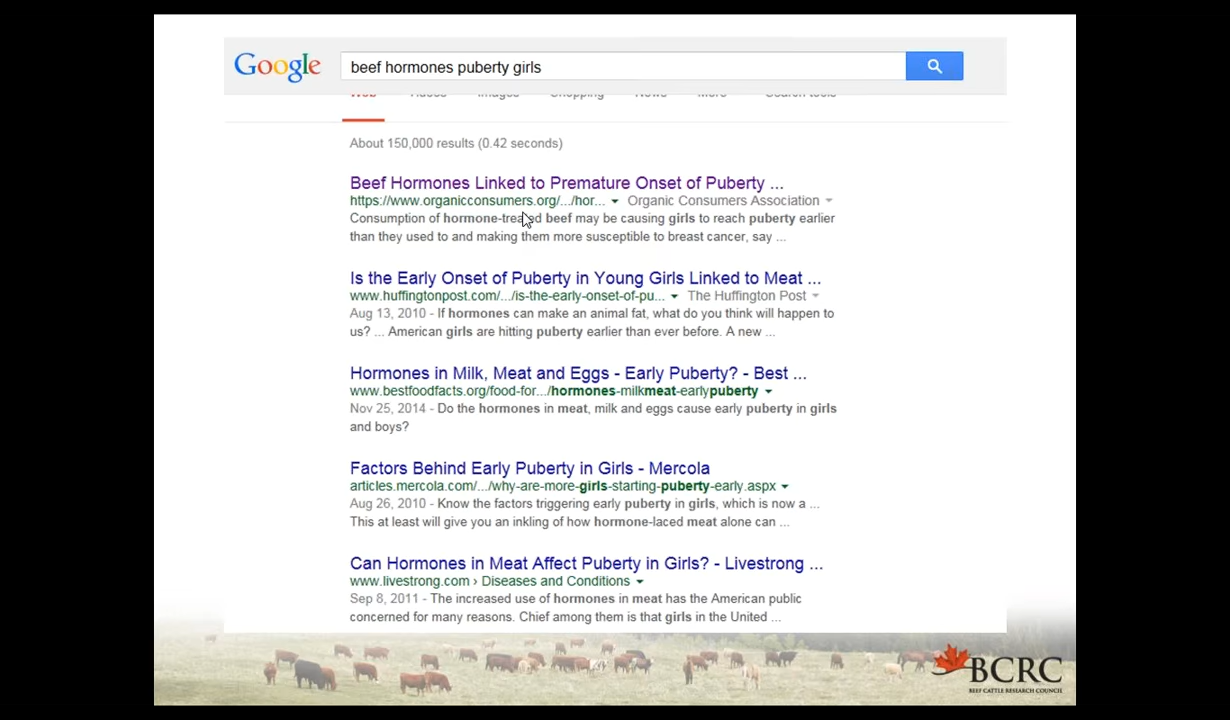 Google
beef hormones puberty girls
Web Videos Images Shopping News More Search tools
About 150,000 results (0.42 seconds)
Beef Hormones Linked to Premature Onset of Puberty ...
https://www.organicconsumers.org/.../hor... Organic Consumers Association
Consumption of hormone-treated beef may be causing girls to reach puberty earlier
than they used to and making them more susceptible to breast cancer, say ...
Is the Early Onset of Puberty in Young Girls Linked to Meat ...
www.huffingtonpost.com/.../is-the-early-onset-of-pu... The Huffington Post
Aug 13, 2010 - If hormones can make an animal fat, what do you think will happen to
us? ... American girls are hitting puberty earlier than ever before. A new ...
Hormones in Milk, Meat and Eggs - Early Puberty? - Best ...
www.bestfoodfacts.org/food-for.../hormones-milkmeat-earlypuberty
Nov 25, 2014 - Do the hormones in meat, milk and eggs cause early puberty in girls
and boys?
Factors Behind Early Puberty in Girls - Mercola
articles.mercola.com/.../why-are-more-girls-starting-puberty-early.aspx
Aug 26, 2010 - Know the factors triggering early puberty in girls, which is now a ...
This at least will give you an inkling of how hormone-laced meat alone can ...
Can Hormones in Meat Affect Puberty in Girls? - Livestrong ...
www.livestrong.com › Diseases and Conditions
Sep 8, 2011 - The increased use of hormones in meat has the American public
concerned for many reasons. Chief among them is that girls in the United ...
BCRC
BEEF CATTLE RESEARCH COUNCIL